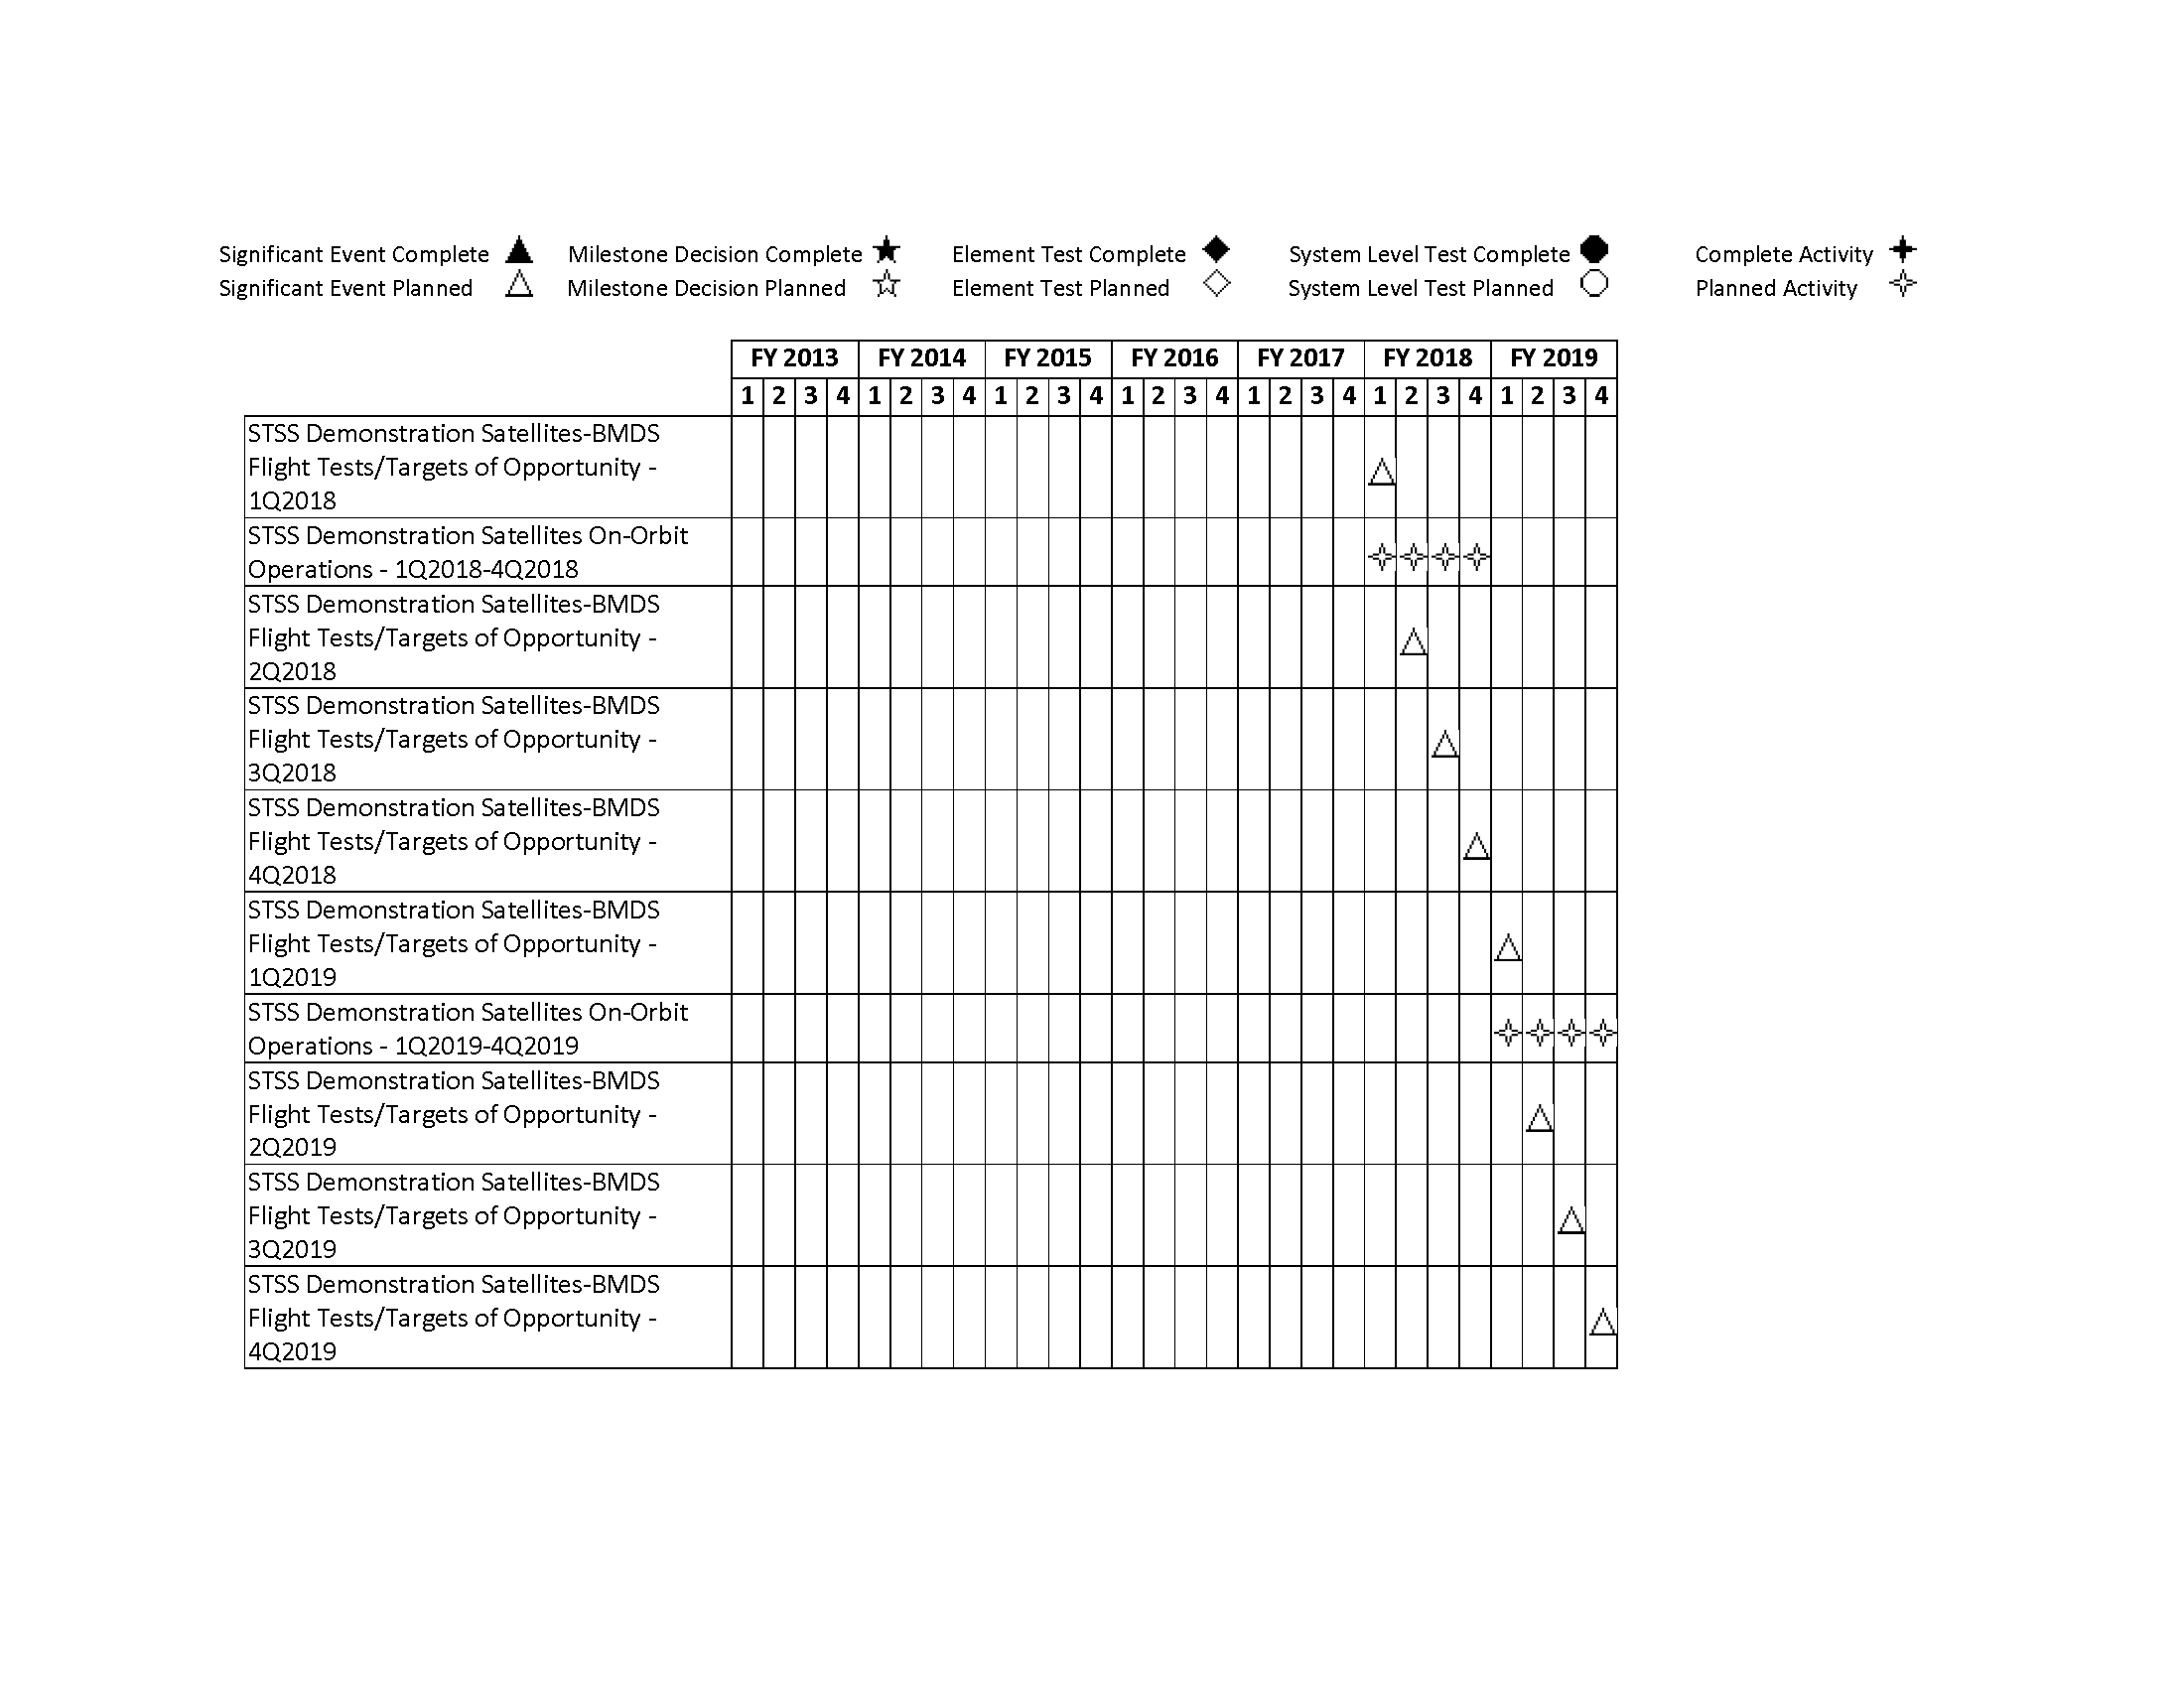 Significant Event Complete Milestone Decision Complete Element Test Complete System Level Test Complete Complete Activity
Significant Event Planned Milestone Decision Planned Element Test Planned System Level Test Planned Planned Activity
FY 2013 FY 2014 FY 2015 FY 2016 FY 2017 FY 2018 FY 2019
1 2 3 4 1 2 3 4 1 2 3 4 1 2 3 4 1 2 3 4 1 2 3 4 1 2 3 4
STSS Demonstration Satellites-BMDS
Flight Tests/Targets of Opportunity -
1Q2018
STSS Demonstration Satellites On-Orbit
Operations - 1Q2018-4Q2018
STSS Demonstration Satellites-BMDS
Flight Tests/Targets of Opportunity -
2Q2018
STSS Demonstration Satellites-BMDS
Flight Tests/Targets of Opportunity -
3Q2018
STSS Demonstration Satellites-BMDS
Flight Tests/Targets of Opportunity -
4Q2018
STSS Demonstration Satellites-BMDS
Flight Tests/Targets of Opportunity -
1Q2019
STSS Demonstration Satellites On-Orbit
Operations - 1Q2019-4Q2019
STSS Demonstration Satellites-BMDS
Flight Tests/Targets of Opportunity -
2Q2019
STSS Demonstration Satellites-BMDS
Flight Tests/Targets of Opportunity -
3Q2019
STSS Demonstration Satellites-BMDS
Flight Tests/Targets of Opportunity -
4Q2019